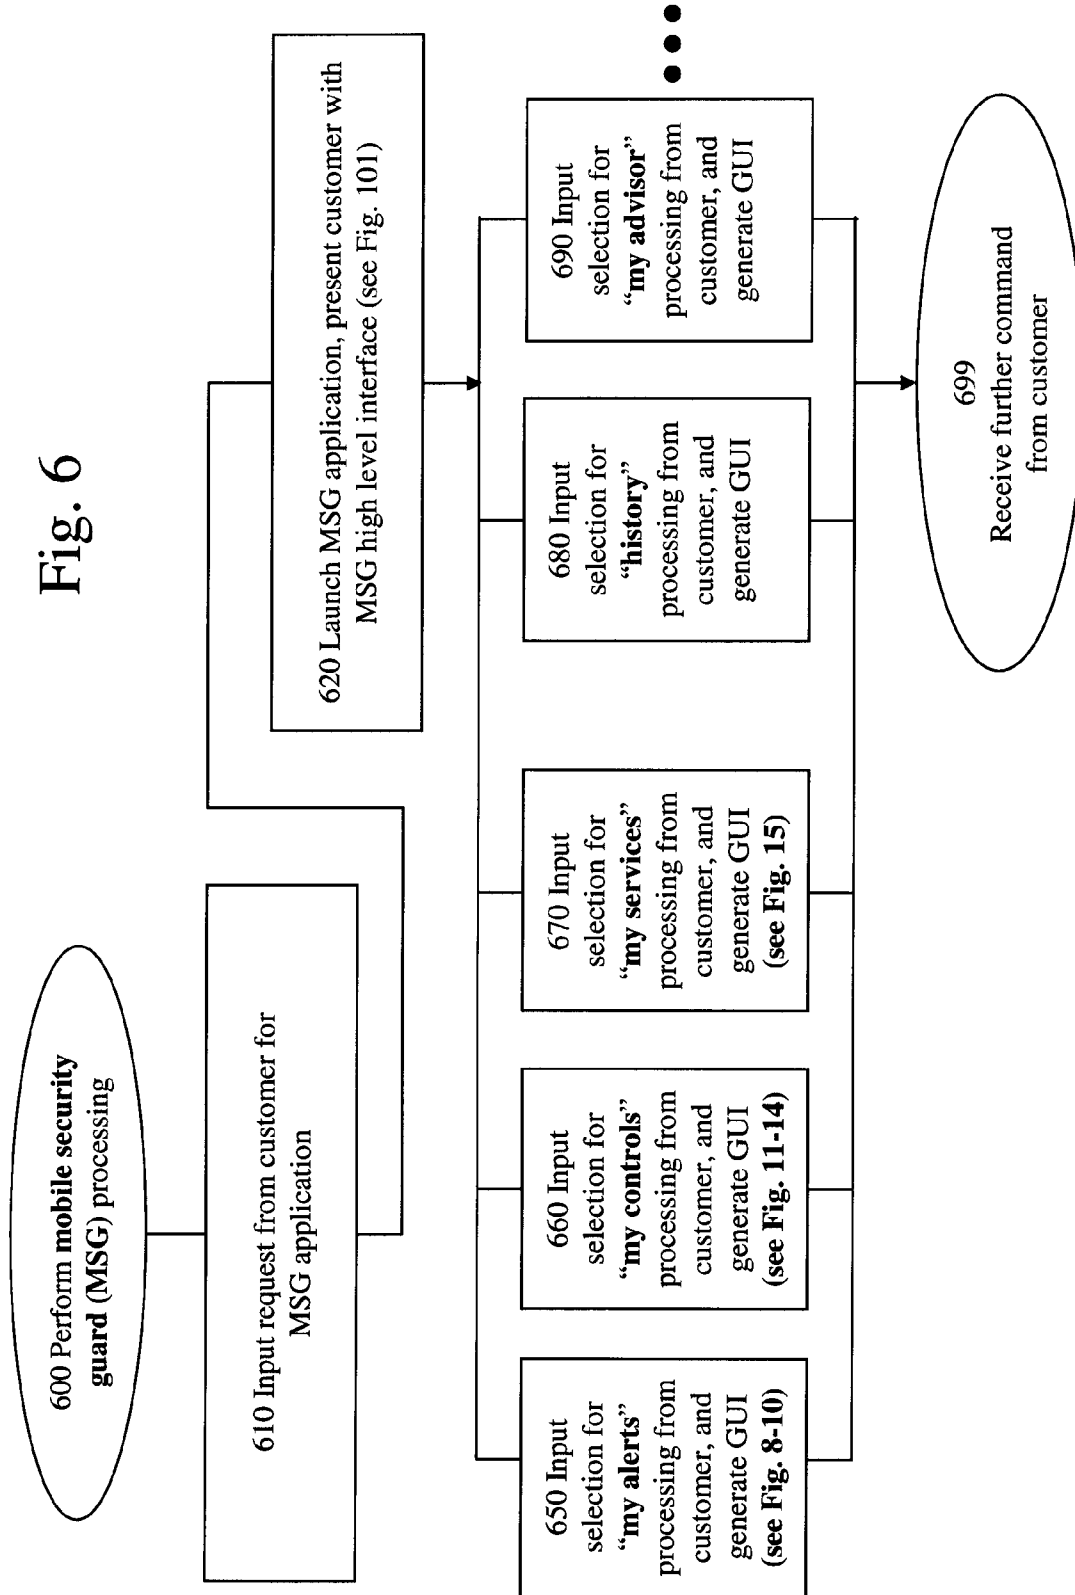 Fig. 6
600 Perform mobile security
guard (MSG) processing
610 Input request from customer for
MSG application
620 Launch MSG application, present customer with
MSG high level interface (see Fig. 101)
650 Input
selection for
“my alerts”
processing from
customer, and
generate GUI
(see Fig. 8-10)
660 Input
selection for
“my controls”
processing from
customer, and
generate GUI
(see Fig. 11-14)
670 Input
selection for
“my services”
processing from
customer, and
generate GUI
(see Fig. 15)
680 Input
selection for
“history”
processing from
customer, and
generate GUI
690 Input
selection for
“my advisor”
processing from
customer, and
generate GUI
699
Receive further command
from customer